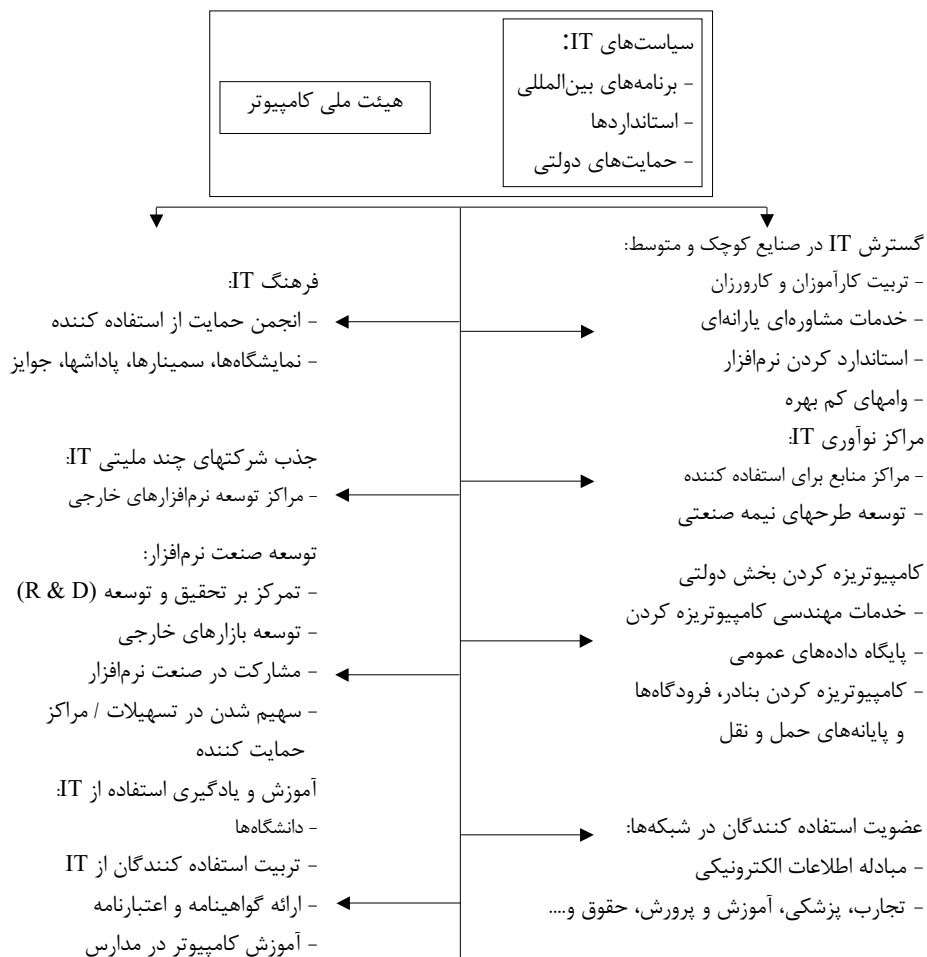 سیاست‌های IT:
- برنامه‌های بین‌المللی
- استانداردها
- حمایت‌های دولتی
هیئت ملی کامپیوتر
گسترش IT در صنایع کوچک و متوسط:
- تربیت کارآموزان و کارورزان
- خدمات مشاوره‌ای یارانه‌ای
- استاندارد کردن نرم‌افزار
- وامهای کم بهره
مراکز نوآوری IT:
- مراکز منابع برای استفاده کننده
- توسعه طرحهای نیمه صنعتی
کامپیوتریزه کردن بخش دولتی
- خدمات مهندسی کامپیوتریزه کردن
- پایگاه داده‌های عمومی
- کامپیوتریزه کردن بنادر، فرودگاه‌ها
و پایانه‌های حمل و نقل
عضویت استفاده کنندگان در شبکه‌ها:
- مبادله اطلاعات الکترونیکی
- تجارب، پزشکی، آموزش و پرورش، حقوق و....
فرهنگ IT:
- انجمن حمایت از استفاده کننده
- نمایشگاه‌ها، سمینارها، پاداشها، جوایز
جذب شرکتهای چند ملیتی IT:
- مراکز توسعه نرم‌افزارهای خارجی
توسعه صنعت نرم‌افزار:
- تمرکز بر تحقیق و توسعه (R & D)
- توسعه بازارهای خارجی
- مشارکت در صنعت نرم‌افزار
- سهیم شدن در تسهیلات / مراکز
حمایت کننده
آموزش و یادگیری استفاده از IT:
- دانشگاه‌ها
- تربیت استفاده کنندگان از IT
- ارائه گواهینامه و اعتبارنامه
- آموزش کامپیوتر در مدارس